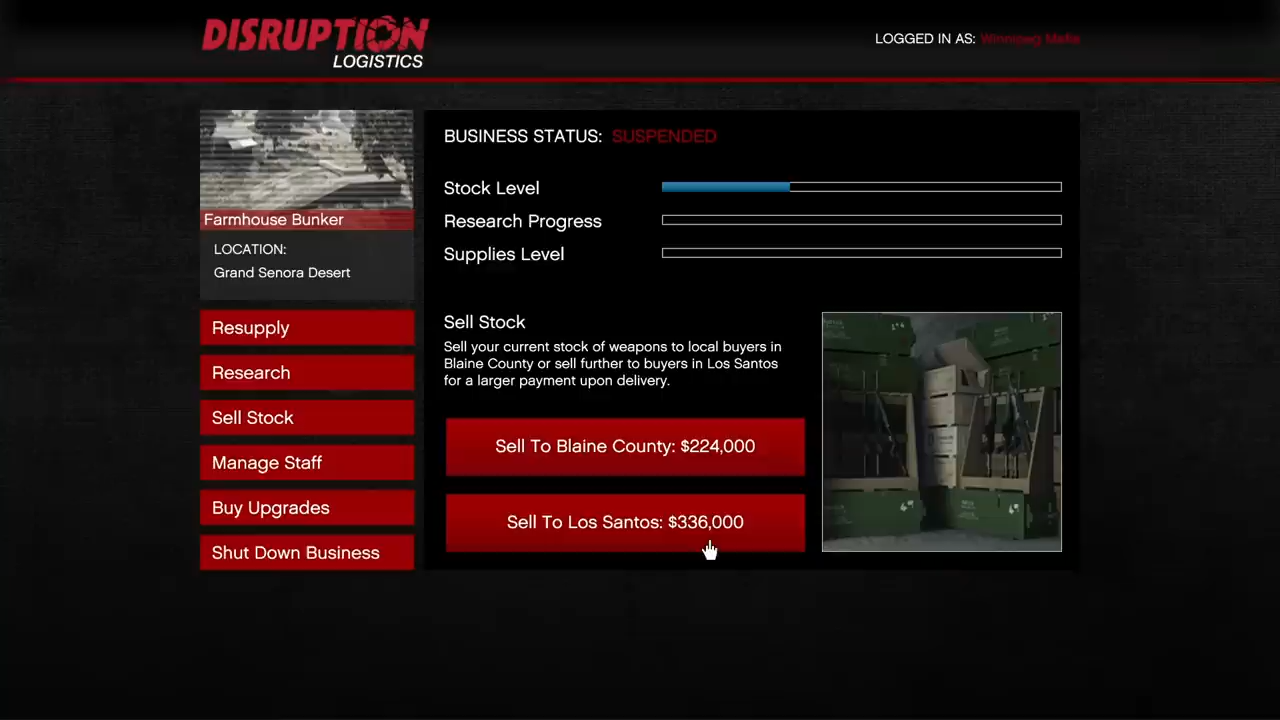 DISRUPTION
LOGISTICS
LOGGED IN AS: Winnipeg Mafia
BUSINESS STATUS: SUSPENDED
Stock Level
Research Progress
Supplies Level
Farmhouse Bunker
LOCATION:
Grand Senora Desert
Resupply
Research
Sell Stock
Manage Staff
Buy Upgrades
Shut Down Business
Sell Stock
Sell your current stock of weapons to local buyers in
Blaine County or sell further to buyers in Los Santos
for a larger payment upon delivery.
Sell To Blaine County: $224,000
Sell To Los Santos: $336,000